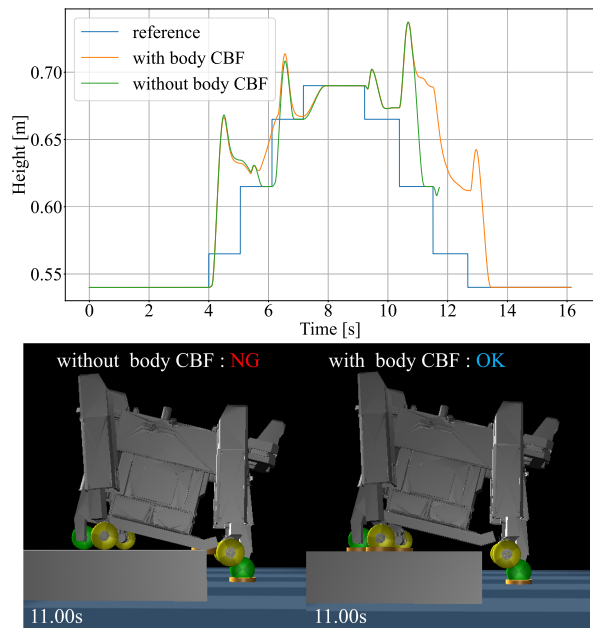 reference
with body CBF
without body CBF
Height [m]
0.70
0.65
0.60
0.55
0 2 4 6 8 10 12 14 16
Time [s]
without body CBF : NG
with body CBF : OK
11.00s
11.00s